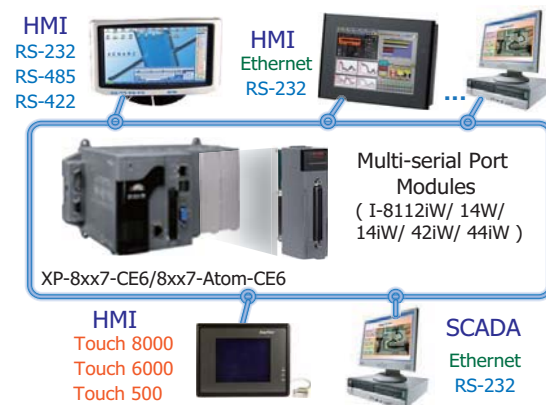 HMI
RS-232
RS-485
RS-422
HMI
Ethernet
RS-232
...
Multi-serial Port
Modules
( I-8112iW/ 14W/
14iW/ 42iW/ 44iW )
XP-8xx7-CE6/8xx7-Atom-CE6
HMI
Touch 8000
Touch 6000
Touch 500
SCADA
Ethernet
RS-232